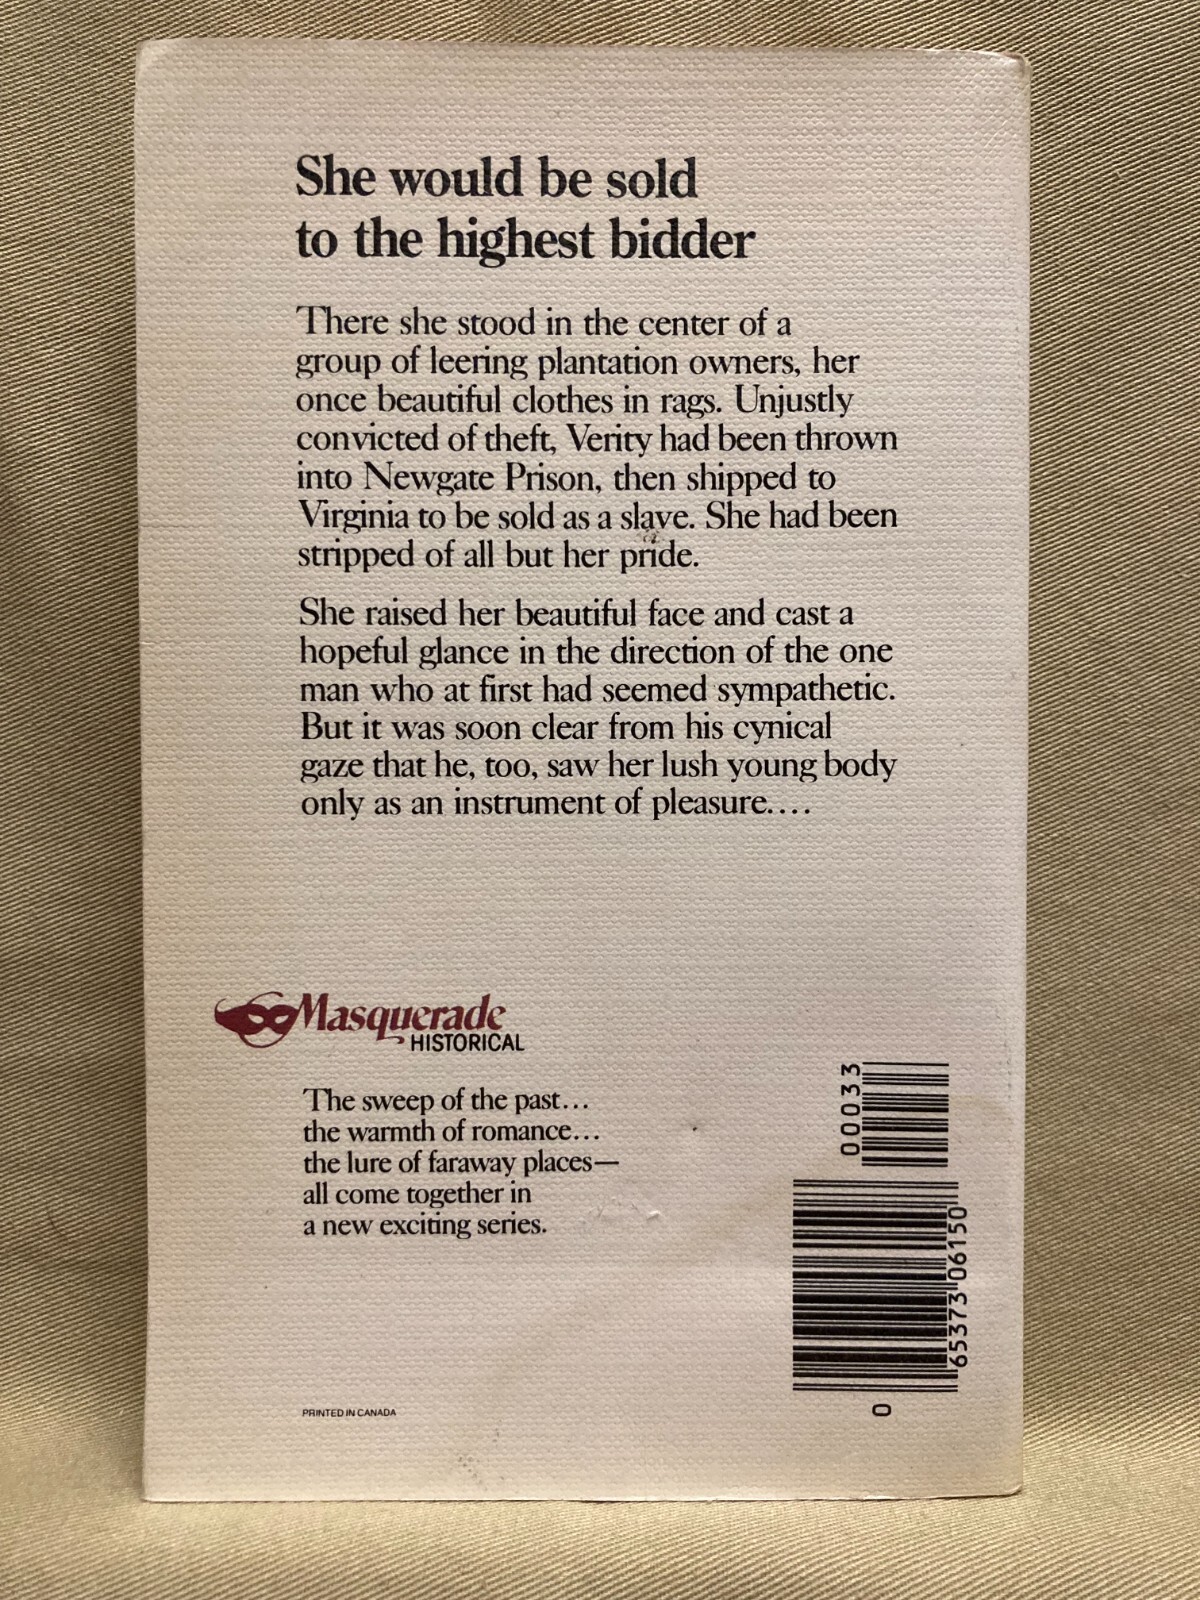 She would be sold
to the highest bidder
There she stood in the center of a
group of leering plantation owners, her
once beautiful clothes in rags. Unjustly
convicted of theft, Verity had been thrown
into Newgate Prison, then shipped to
Virginia to be sold as a slave. She had been
stripped of all but her pride.
She raised her beautiful face and cast a
hopeful glance in the direction of the one
man who at first had seemed sympathetic.
But it was soon clear from his cynical
gaze that he, too, saw her lush young body
only as an instrument of pleasure....
Masquerade
HISTORICAL
The sweep of the past...
the warmth of romance...
the lure of faraway places—
all come together in
a new exciting series.
PRINTED IN CANADA
00033
65373 06150
0